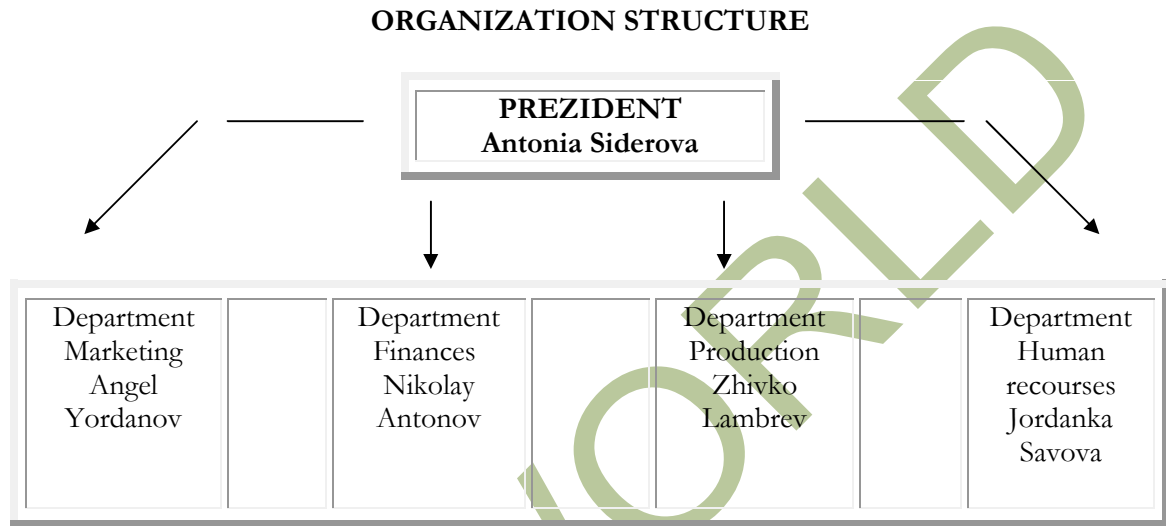 ORGANIZATION STRUCTURE
PREZIDENT
Antonia Siderova
Department
Marketing
Angel
Yordanov
Department
Finances
Nikolay
Antonov
Department
Production
Zhivko
Lambrev
Department
Human
recourses
Jordanka
Savova
ORLD